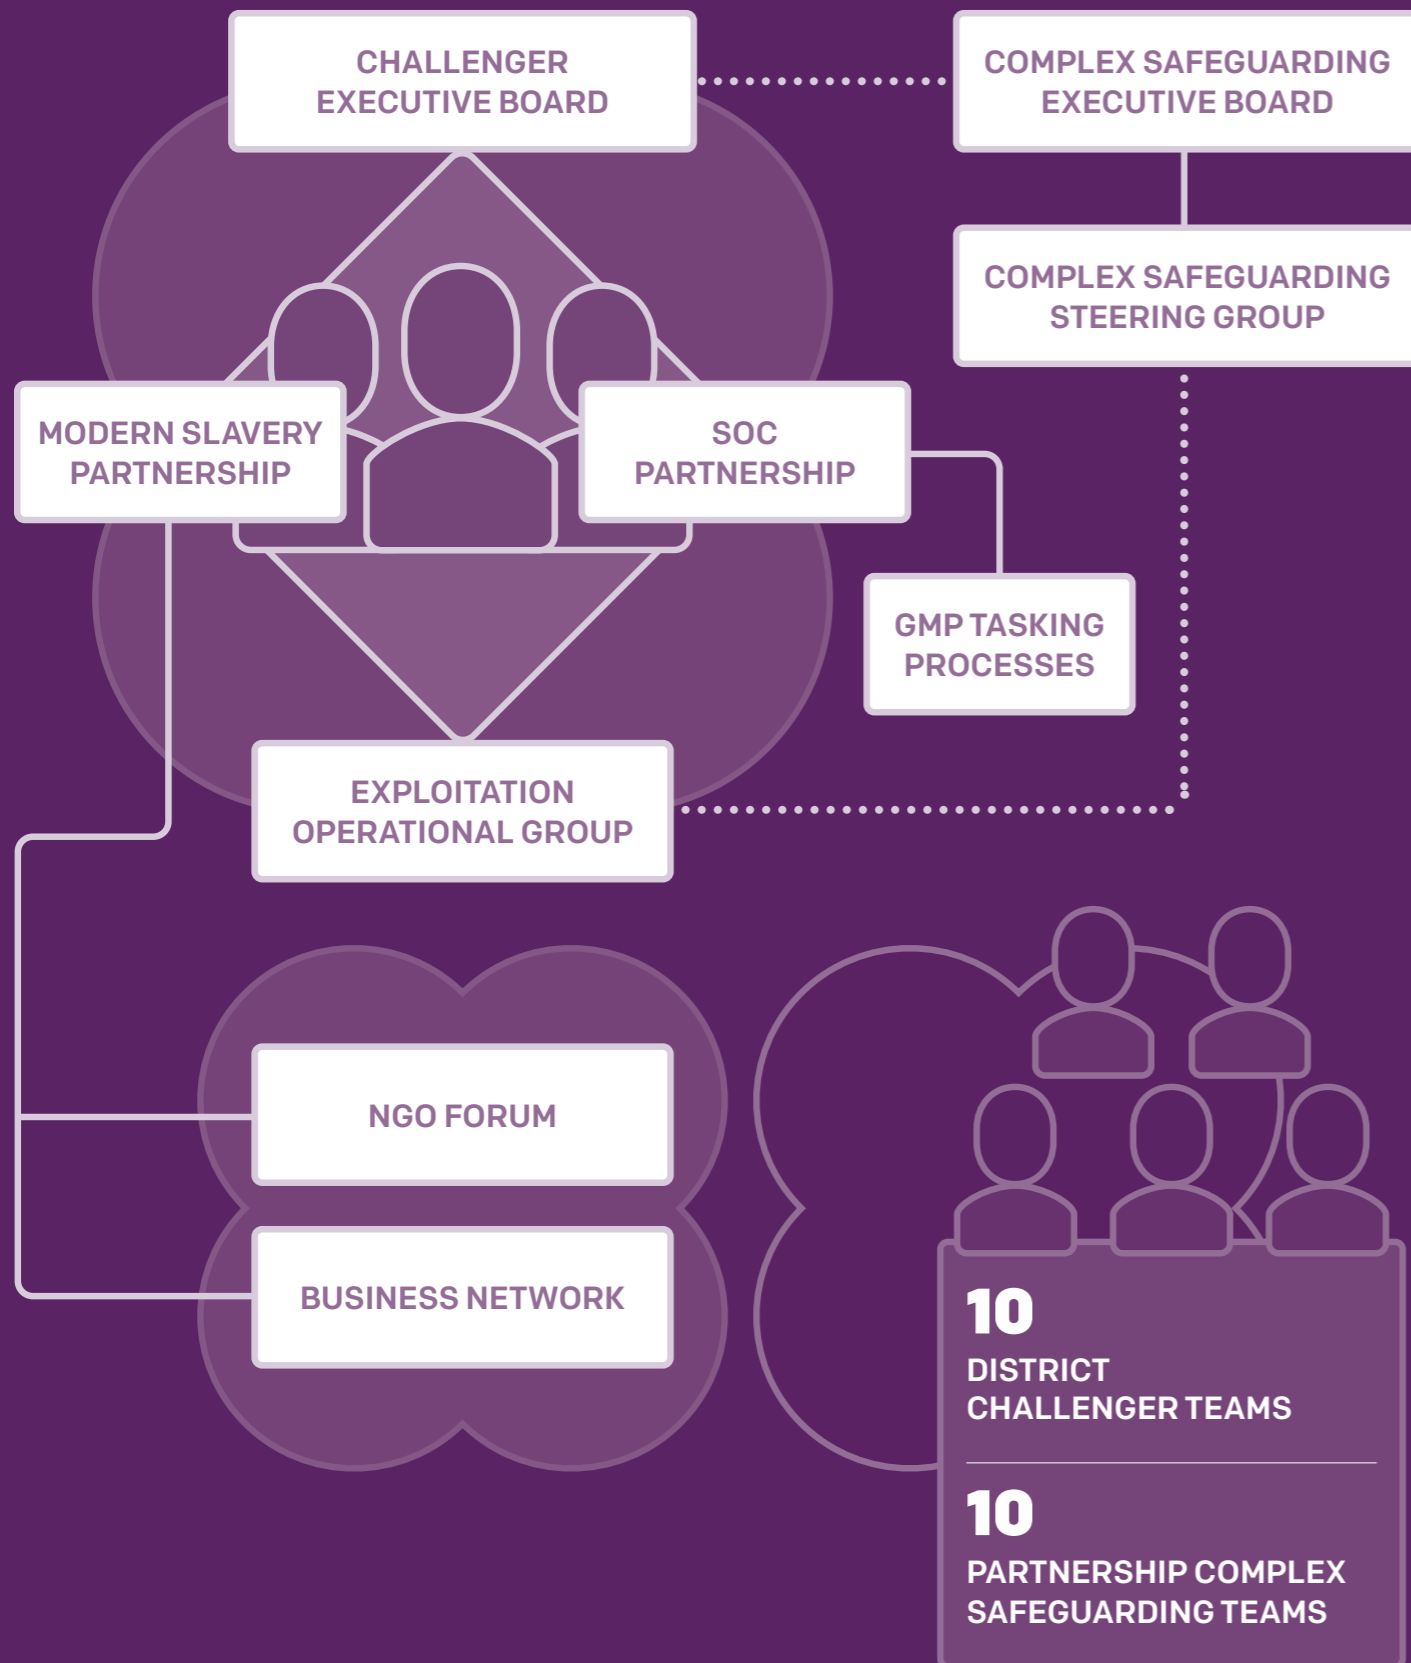 CHALLENGER
EXECUTIVE BOARD
COMPLEX SAFEGUARDING
EXECUTIVE BOARD
COMPLEX SAFEGUARDING
STEERING GROUP
MODERN SLAVERY
PARTNERSHIP
SOC
PARTNERSHIP
GMP TASKING
PROCESSES
EXPLOITATION
OPERATIONAL GROUP
NGO FORUM
BUSINESS NETWORK
10
DISTRICT
CHALLENGER TEAMS
10
PARTNERSHIP COMPLEX
SAFEGUARDING TEAMS